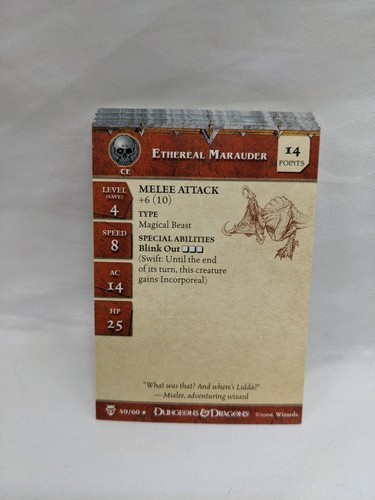 ETHEREAL MARAUDER
14
POINTS
CE
LEVEL
(SAVE)
4
SPEED
8
AC
14
HP
25
MELEE ATTACK
+6 (10)
TYPE
Magical Beast
SPECIAL ABILITIES
Blink Out
(Swift: Until the end
of its turn, this creature
gains Incorporeal)
"What was that? And where's Lidda?"
—Mialee, adventuring wizard
49/60 ★ DUNGEONS & DRAGONS ©2006 Wizards